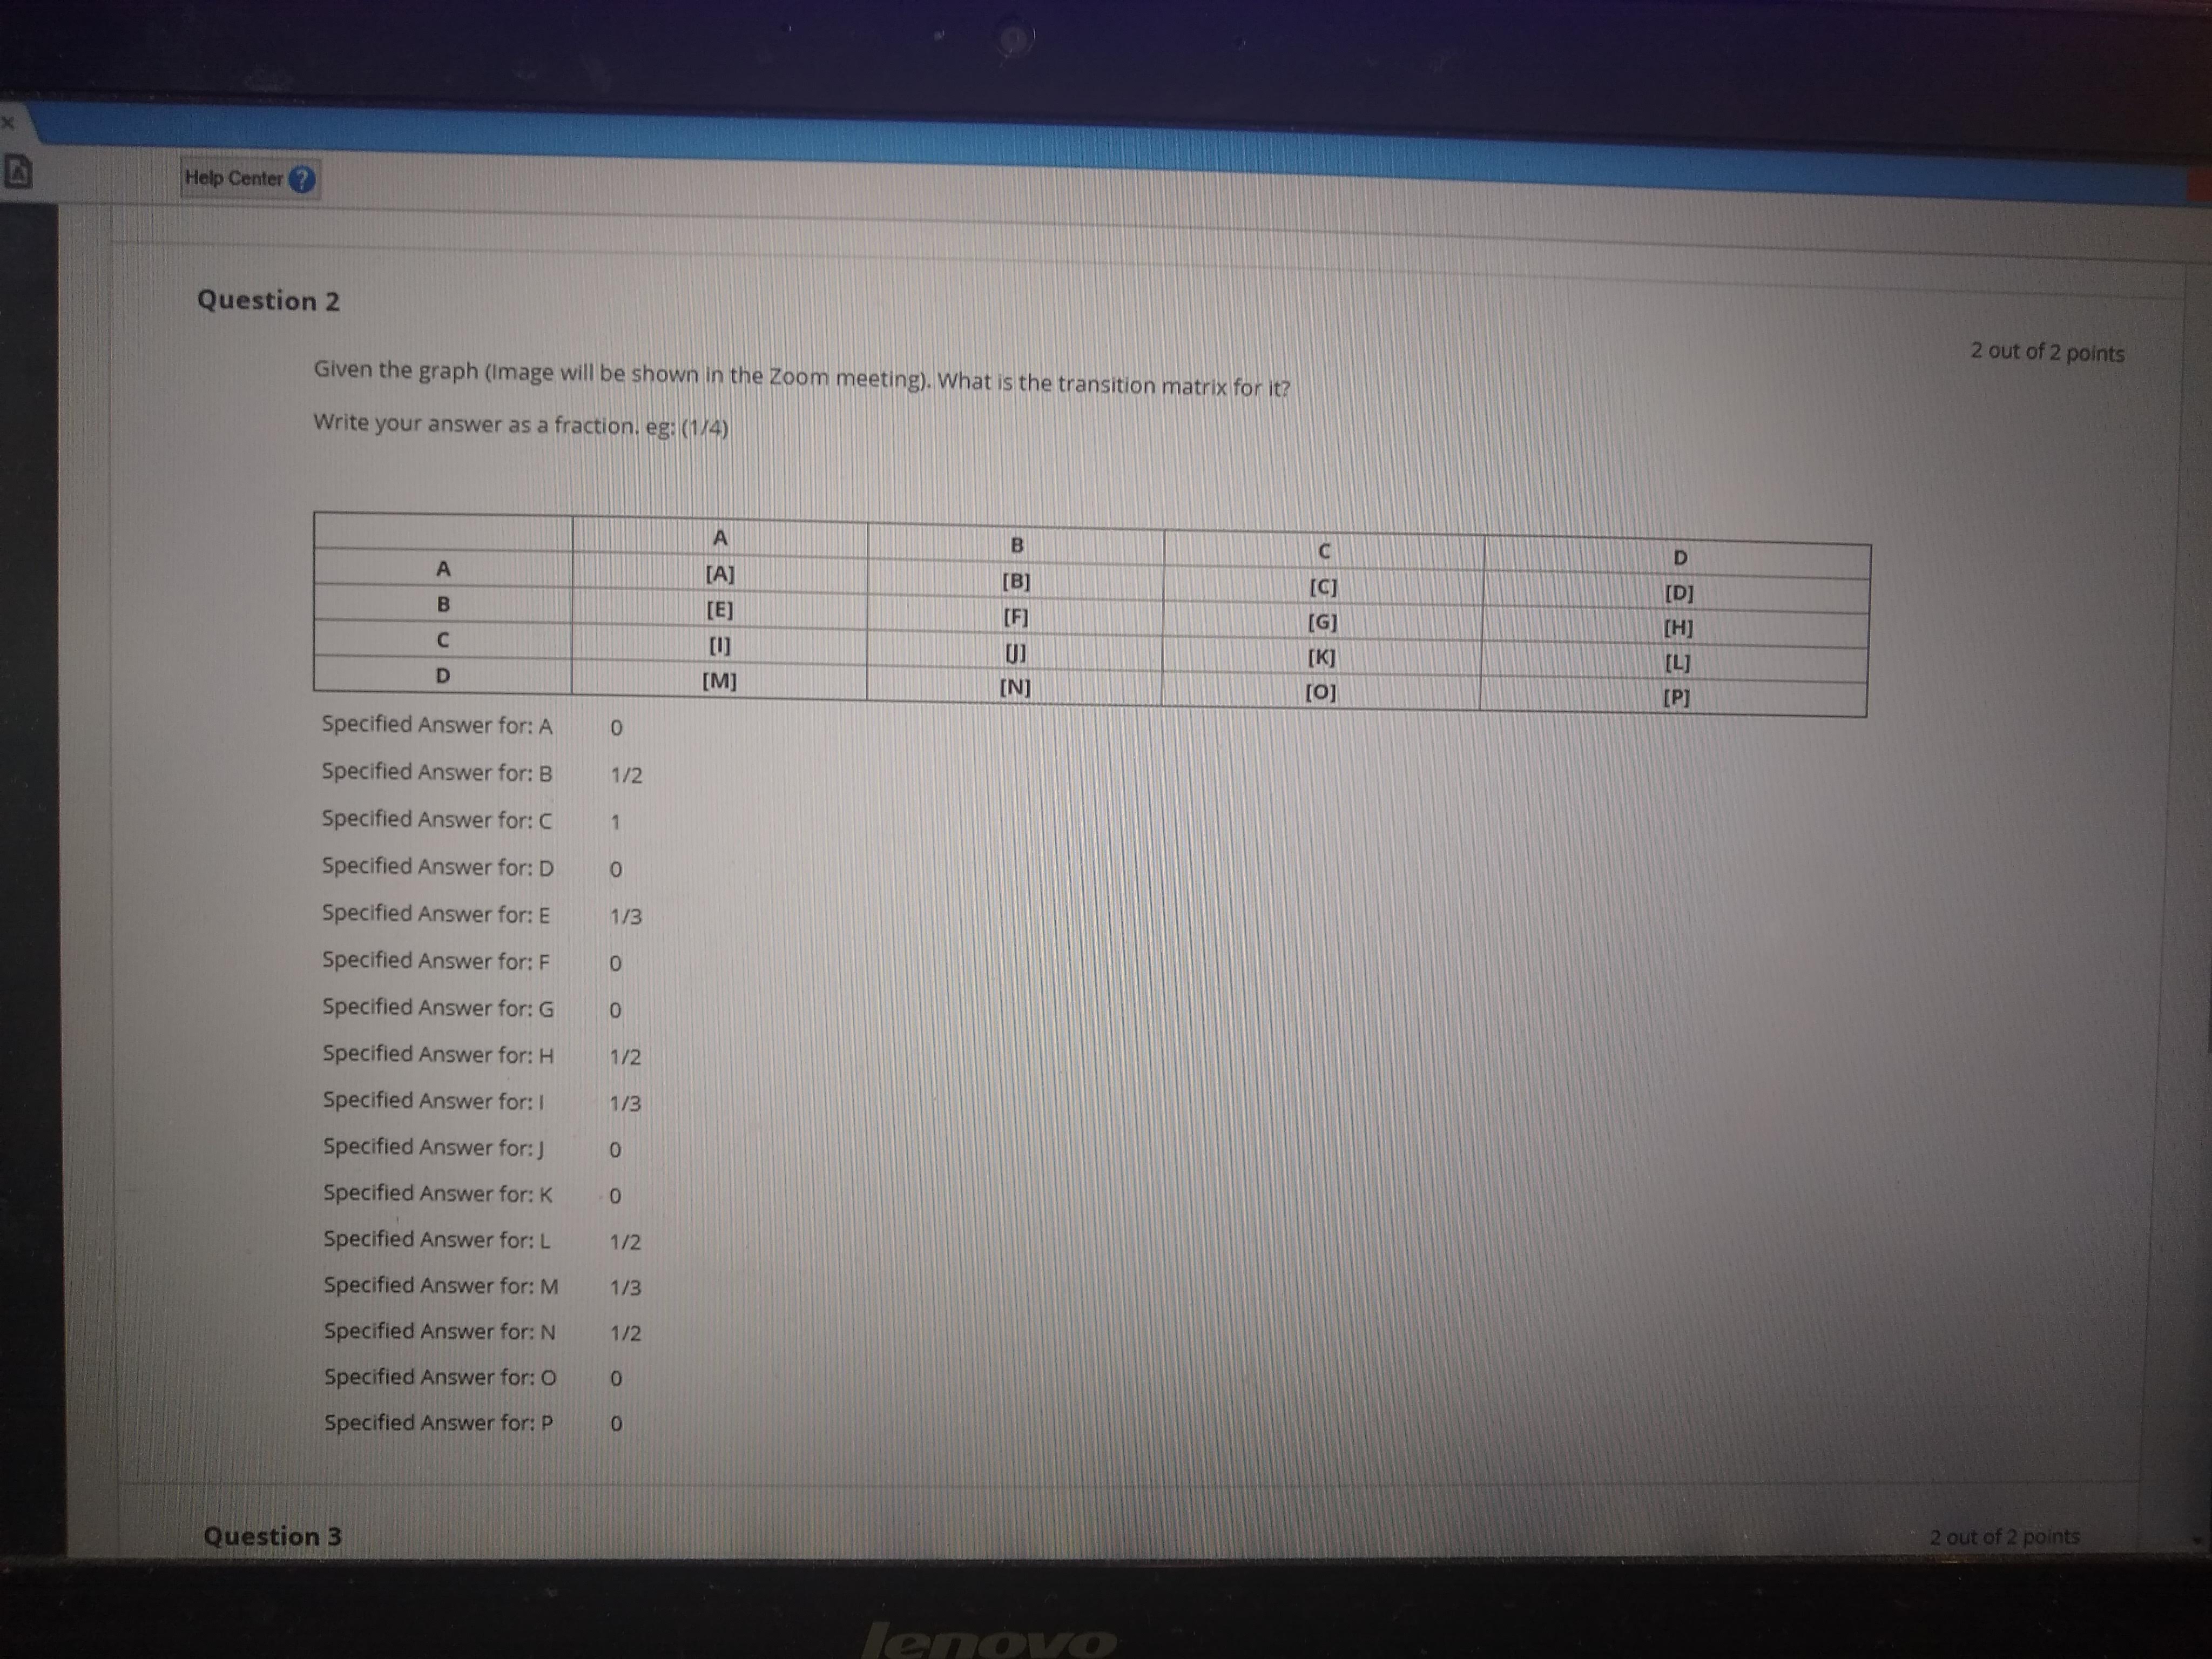 Help Center ?
Question 2
2 out of 2 points
Given the graph (Image will be shown in the Zoom meeting). What is the transition matrix for it?
Write your answer as a fraction. eg: (1/4)
A B C D
A [A] [B] [C] [D]
B [E] [F] [G] [H]
C [I] [J] [K] [L]
D [M] [N] [O] [P]
Specified Answer for: A 0
Specified Answer for: B 1/2
Specified Answer for: C 1
Specified Answer for: D 0
Specified Answer for: E 1/3
Specified Answer for: F 0
Specified Answer for: G 0
Specified Answer for: H 1/2
Specified Answer for: I 1/3
Specified Answer for: J 0
Specified Answer for: K 0
Specified Answer for: L 1/2
Specified Answer for: M 1/3
Specified Answer for: N 1/2
Specified Answer for: O 0
Specified Answer for: P 0
Question 3
2 out of 2 points
lenovo